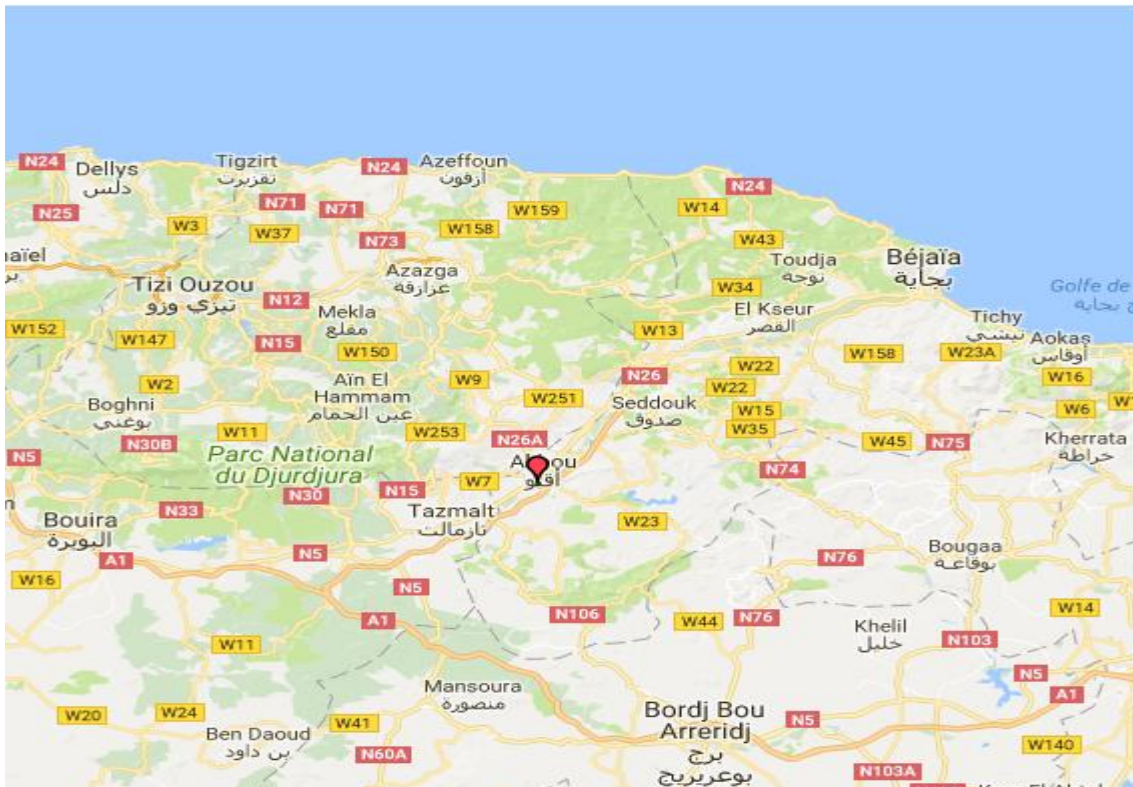 N24
Dellys
دلس
Tigzirt
تقزيرت
N24
Azeffoun
أزفون
N24
N25
N71
N71
W159
W14
W3
W37
N73
W158
W43
Toudja
توجة
Béjaïa
بجاية
Azazga
عزازقة
Tizi Ouzou
تيزي وزو
N12
W34
El Kseur
القصر
Golfe de
Mekla
مقلع
W13
Tichy
تيشي
Aokas
أوقاس
W152
W147
N15
W150
W158
W23A
W22
W22
N26
W16
W2
Aïn El
Hammam
عين الحمام
W9
W251
Seddouk
صدوق
W15
W6
Boghni
بوغني
N30B
W11
W253
N26A
W35
W45
N75
Kherrata
خراطة
N5
Parc National
du Djurdjura
N74
N30
N15
W7
أقبو
N33
Tazmalt
تازمالت
W23
Bouira
البويرة
A1
N5
N76
Bougaa
بوقاعة
W16
N5
N106
W14
A1
W44
N76
Khelil
خليل
N103
W11
N5
A1
Mansoura
منصورة
Bordj Bou
Arreridj
برج
بوعريريج
N5
W20
W24
W41
Ben Daoud
بن داود
N60A
W140
N103A